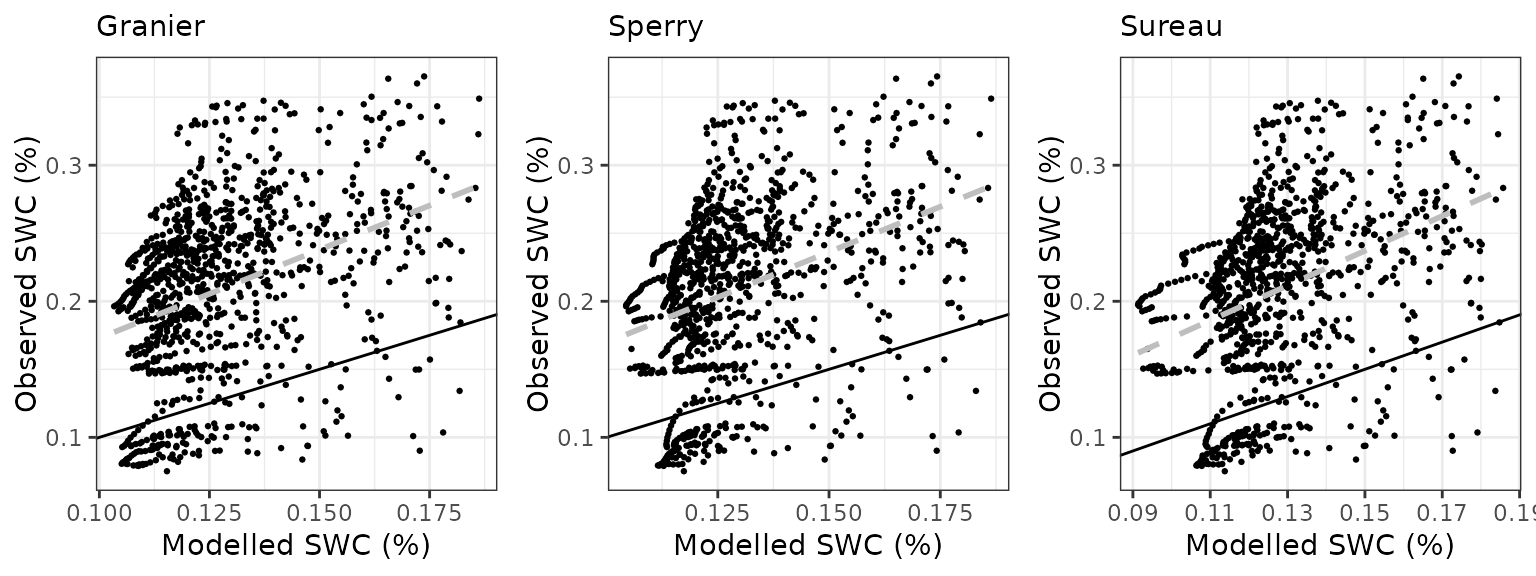 Granier
Sperry
Sureau
Observed SWC (%)
0.3
0.2
0.1
0.100 0.125 0.150 0.175
Modelled SWC (%)
Observed SWC (%)
0.3
0.2
0.1
0.125 0.150 0.175
Modelled SWC (%)
Observed SWC (%)
0.3
0.2
0.1
0.09 0.11 0.13 0.15 0.17 0.19
Modelled SWC (%)